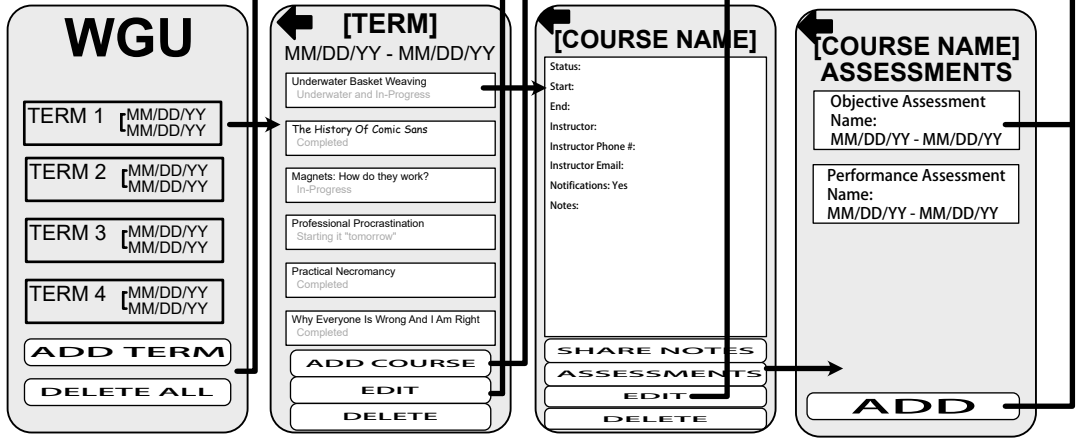 WGU
TERM 1
MM/DD/YY
MM/DD/YY
TERM 2
MM/DD/YY
MM/DD/YY
TERM 3
MM/DD/YY
MM/DD/YY
TERM 4
MM/DD/YY
MM/DD/YY
ADD TERM
DELETE ALL
[TERM]
MM/DD/YY - MM/DD/YY
Underwater Basket Weaving
Underwater and In-Progress
The History Of Comic Sans
Completed
Magnets: How do they work?
In-Progress
Professional Procrastination
Starting it "tomorrow"
Practical Necromancy
Completed
Why Everyone Is Wrong And I Am Right
Completed
ADD COURSE
EDIT
DELETE
[COURSE NAME]
Status:
Start:
End:
Instructor:
Instructor Phone #:
Instructor Email:
Notifications: Yes
Notes:
SHARE NOTES
ASSESSMENTS
EDIT
DELETE
[COURSE NAME]
ASSESSMENTS
Objective Assessment
Name:
MM/DD/YY - MM/DD/YY
Performance Assessment
Name:
MM/DD/YY - MM/DD/YY
ADD